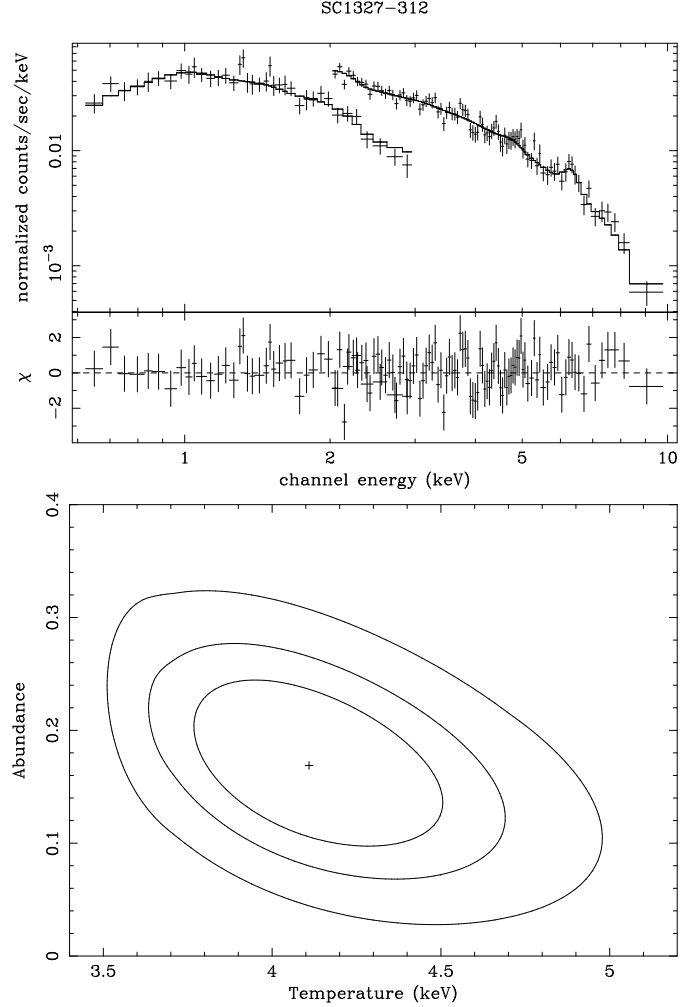 SC1327−312
normalized counts/sec/keV
0.01
10⁻³
χ
2
0
−2
1 2 5 10
channel energy (keV)
Abundance
0.4
0.3
0.2
0.1
0
3.5 4 4.5 5
Temperature (keV)